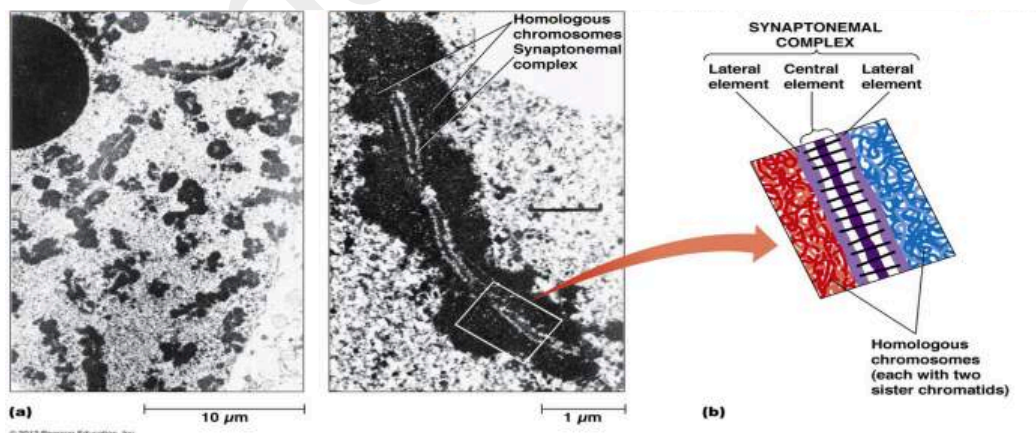 Homologous
chromosomes
Synaptonemal
complex
SYNAPTONEMAL
COMPLEX
Lateral
element
Central
element
Lateral
element
Homologous
chromosomes
(each with two
sister chromatids)
(a)
10 µm
1 µm
(b)